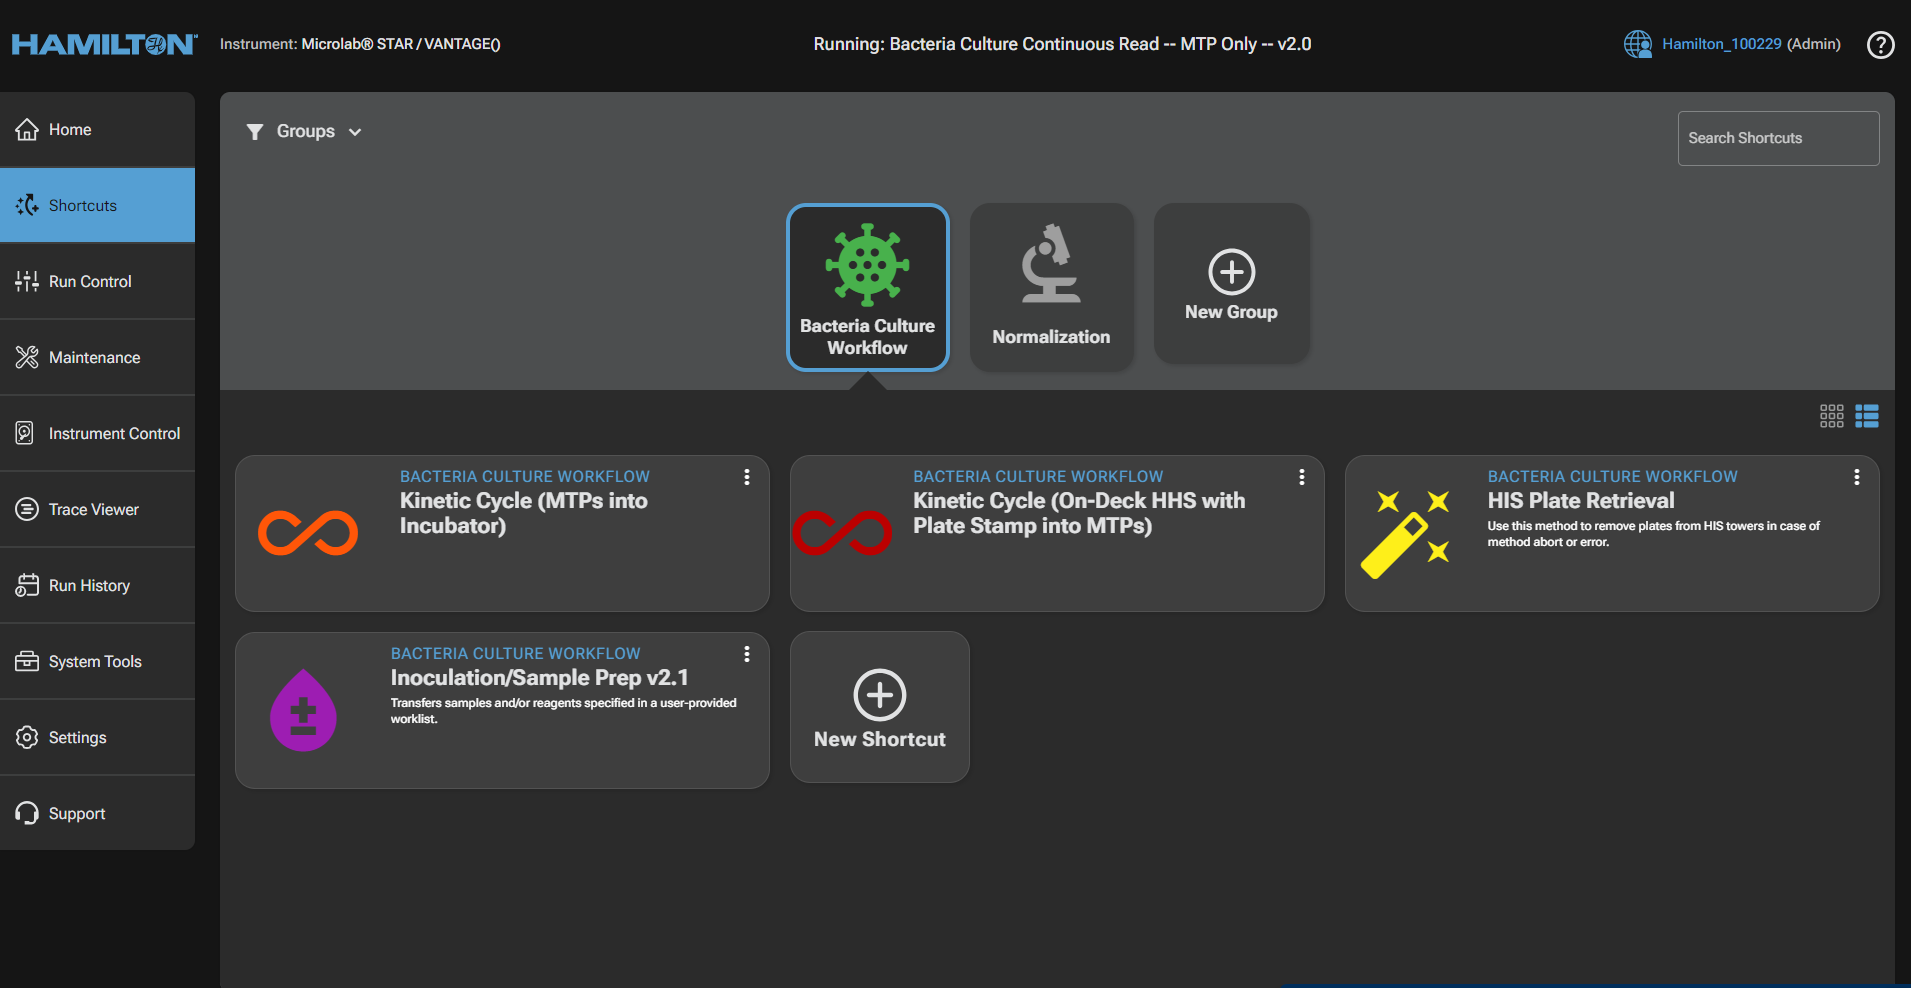 HAMILTON
Instrument: Microlab® STAR / VANTAGE()
Running: Bacteria Culture Continuous Read -- MTP Only -- v2.0
Hamilton_100229 (Admin)
?
Home
Shortcuts
Run Control
Maintenance
Instrument Control
Trace Viewer
Run History
System Tools
Settings
Support
Groups
Search Shortcuts
Bacteria Culture
Workflow
Normalization
New Group
BACTERIA CULTURE WORKFLOW
Kinetic Cycle (MTPs into
Incubator)
BACTERIA CULTURE WORKFLOW
Kinetic Cycle (On-Deck HHS with
Plate Stamp into MTPs)
BACTERIA CULTURE WORKFLOW
HIS Plate Retrieval
Use this method to remove plates from HIS towers in case of
method abort or error.
BACTERIA CULTURE WORKFLOW
Inoculation/Sample Prep v2.1
Transfers samples and/or reagents specified in a user-provided
worklist.
New Shortcut